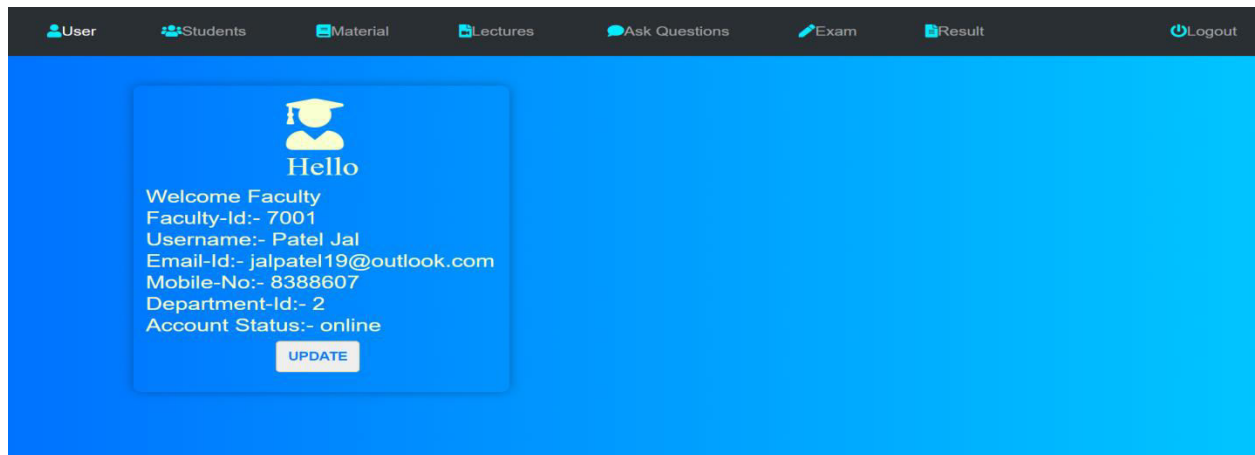 User Students Material Lectures Ask Questions Exam Result Logout
Hello
Welcome Faculty
Faculty-Id:- 7001
Username:- Patel Jal
Email-Id:- jalpatel19@outlook.com
Mobile-No:- 8388607
Department-Id:- 2
Account Status:- online
UPDATE